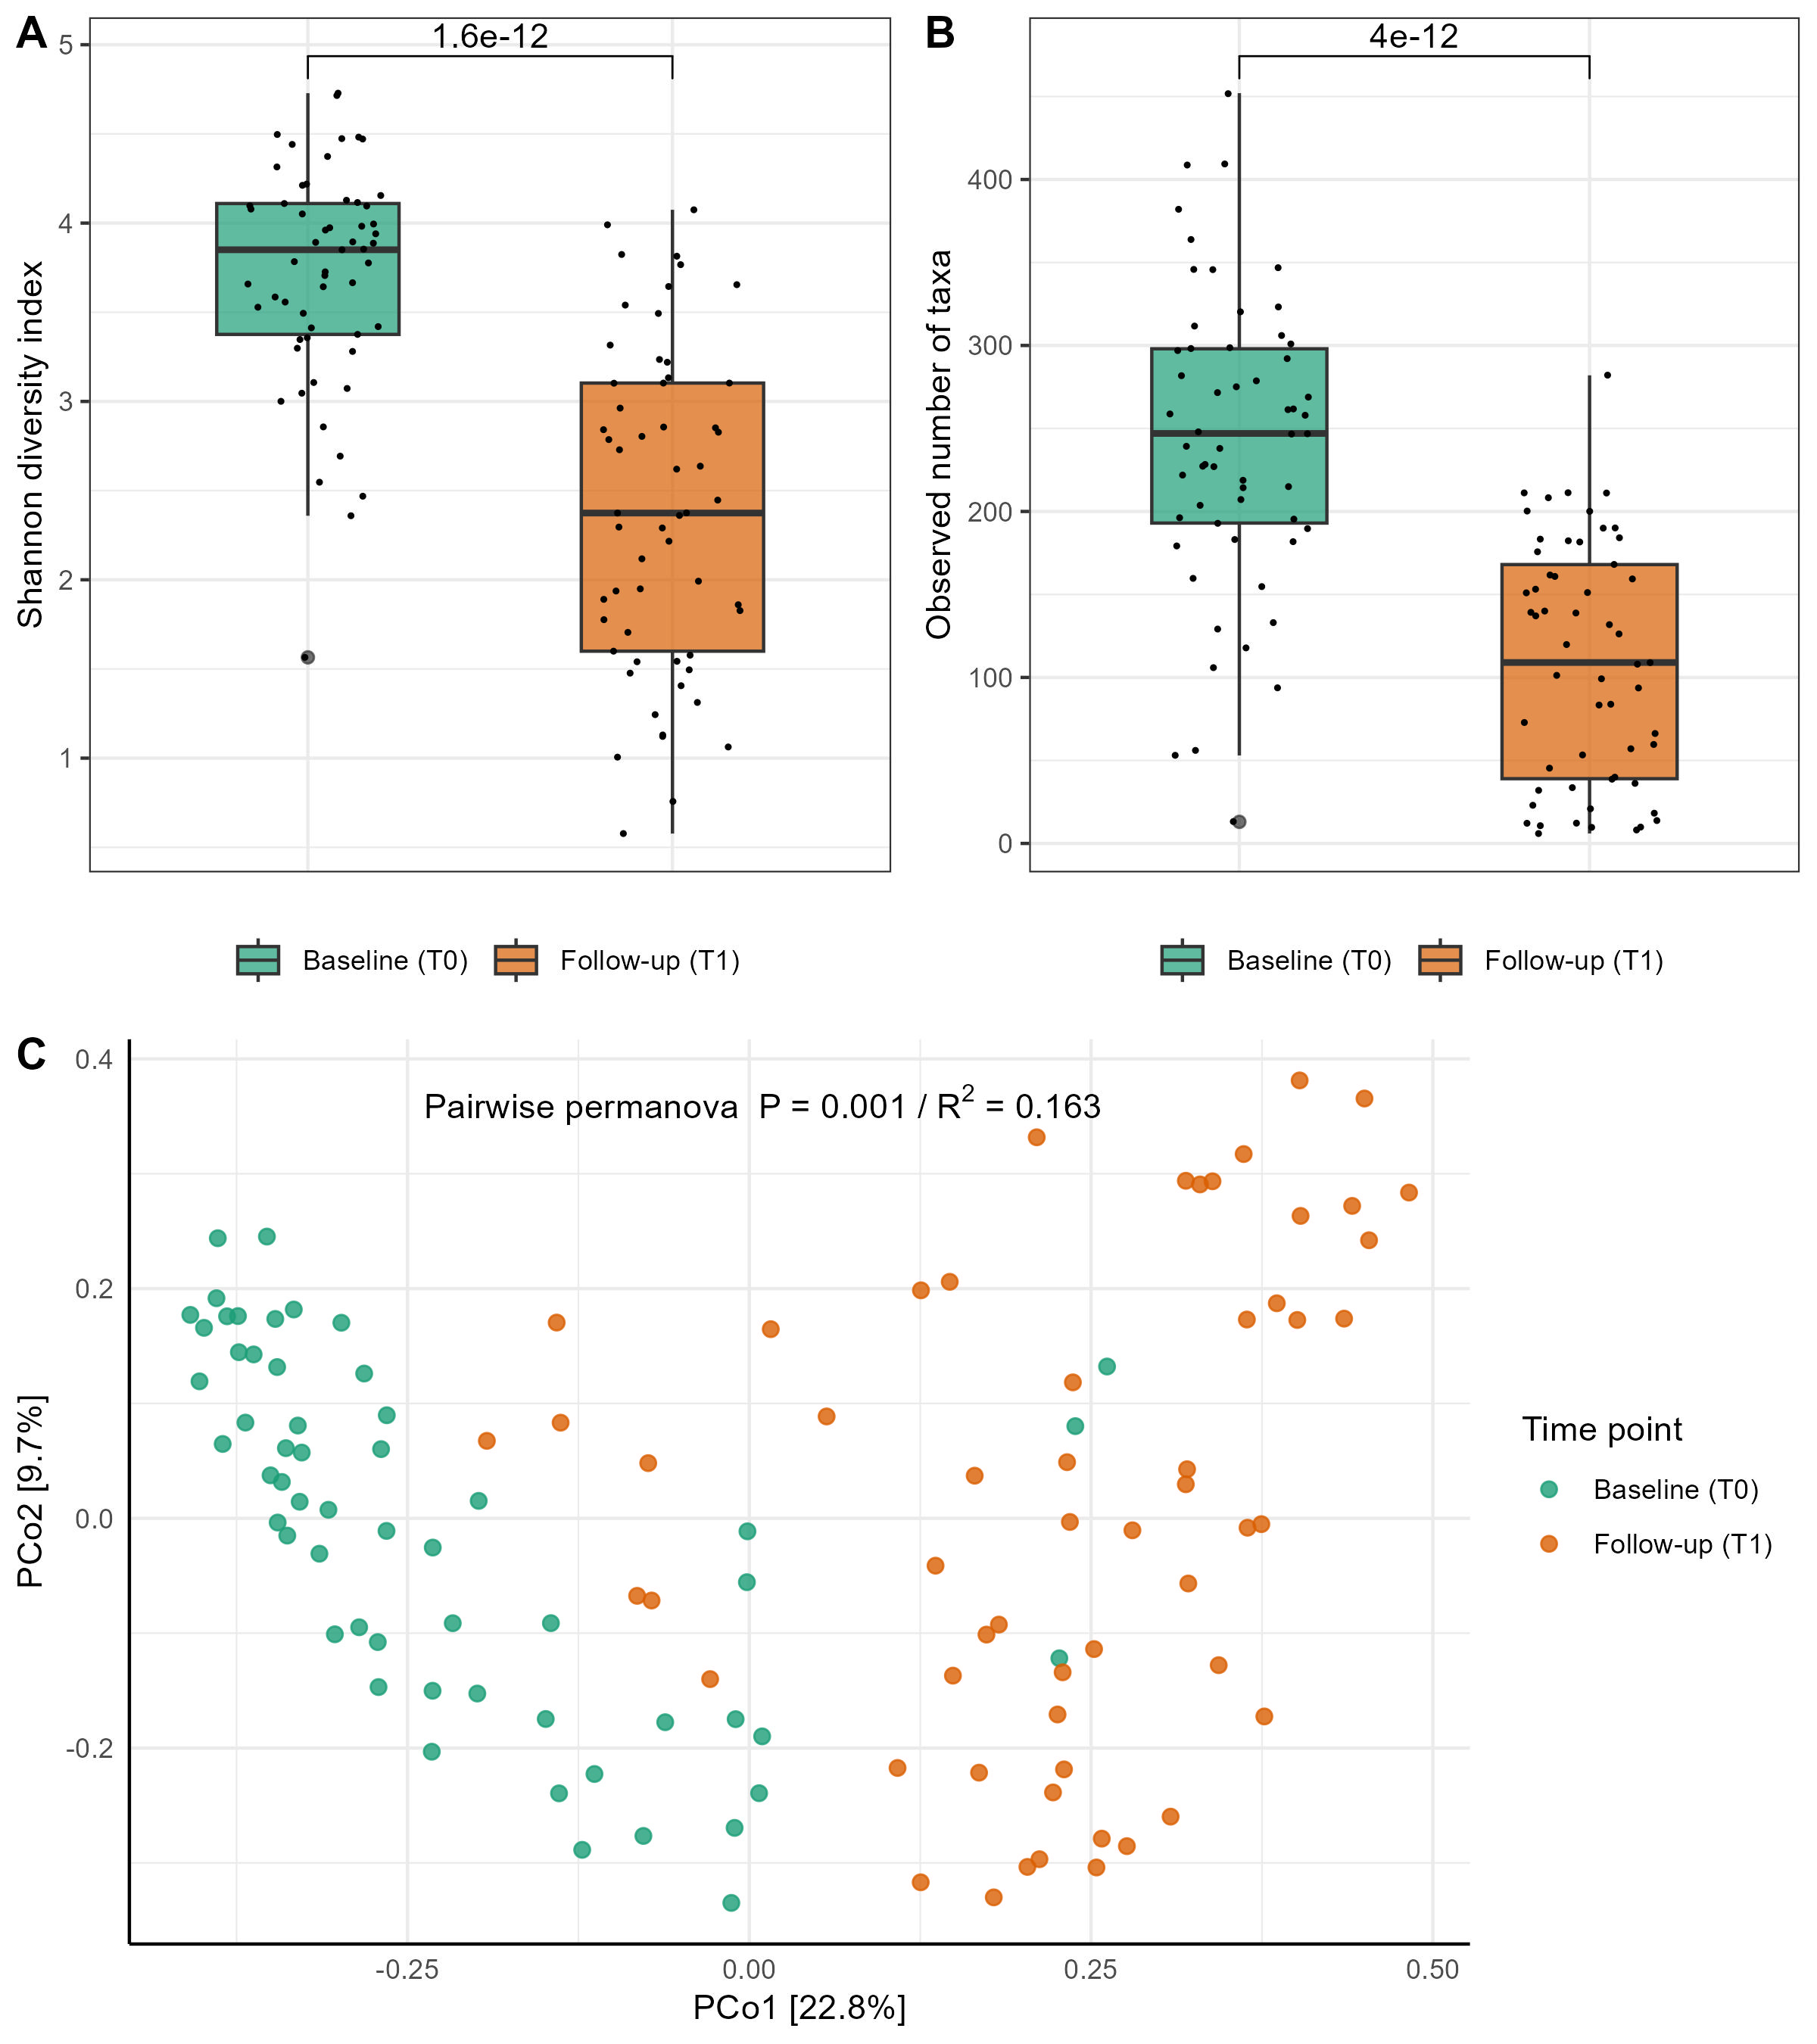 A
1.6e-12
Shannon diversity index
5
4
3
2
1
Baseline (T0)
Follow-up (T1)
B
4e-12
Observed number of taxa
400
300
200
100
0
Baseline (T0)
Follow-up (T1)
C
Pairwise permanova P = 0.001 / R² = 0.163
PCo2 [9.7%]
0.4
0.2
0.0
-0.2
-0.25
0.00
0.25
0.50
PCo1 [22.8%]
Time point
Baseline (T0)
Follow-up (T1)